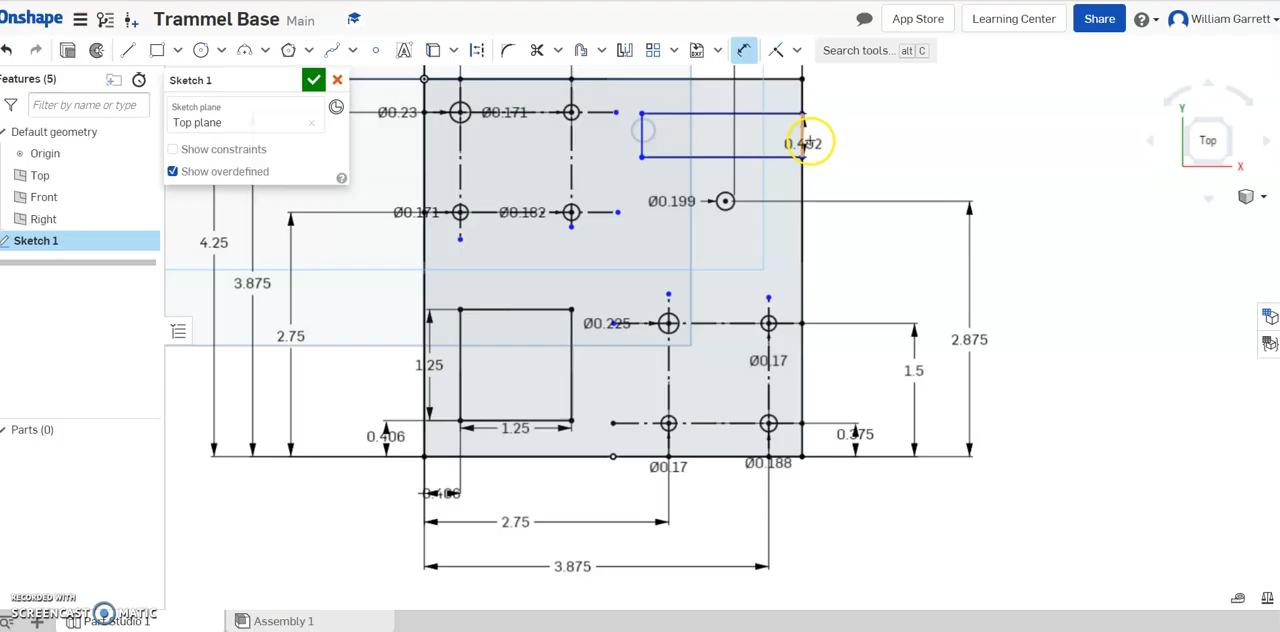 Onshape Trammel Base Main App Store Learning Center Share William Garrett
Search tools... alt C
Features (5) Sketch 1
Filter by name or type Sketch plane
Top plane
Default geometry
Show constraints
Origin
Show overdefined
Top
Front
Right
Sketch 1
Parts (0)
Ø0.23 Ø0.171
Ø0.199
Ø0.171 Ø0.182
4.25
3.875
2.75
Ø0.225
1.25
Ø0.17
2.875
1.5
1.25
0.406
0.375
Ø0.17 Ø0.188
2.75
3.875
Top
Y
X
RECORDED WITH
SCREENCAST MATIC
Part Studio 1 Assembly 1